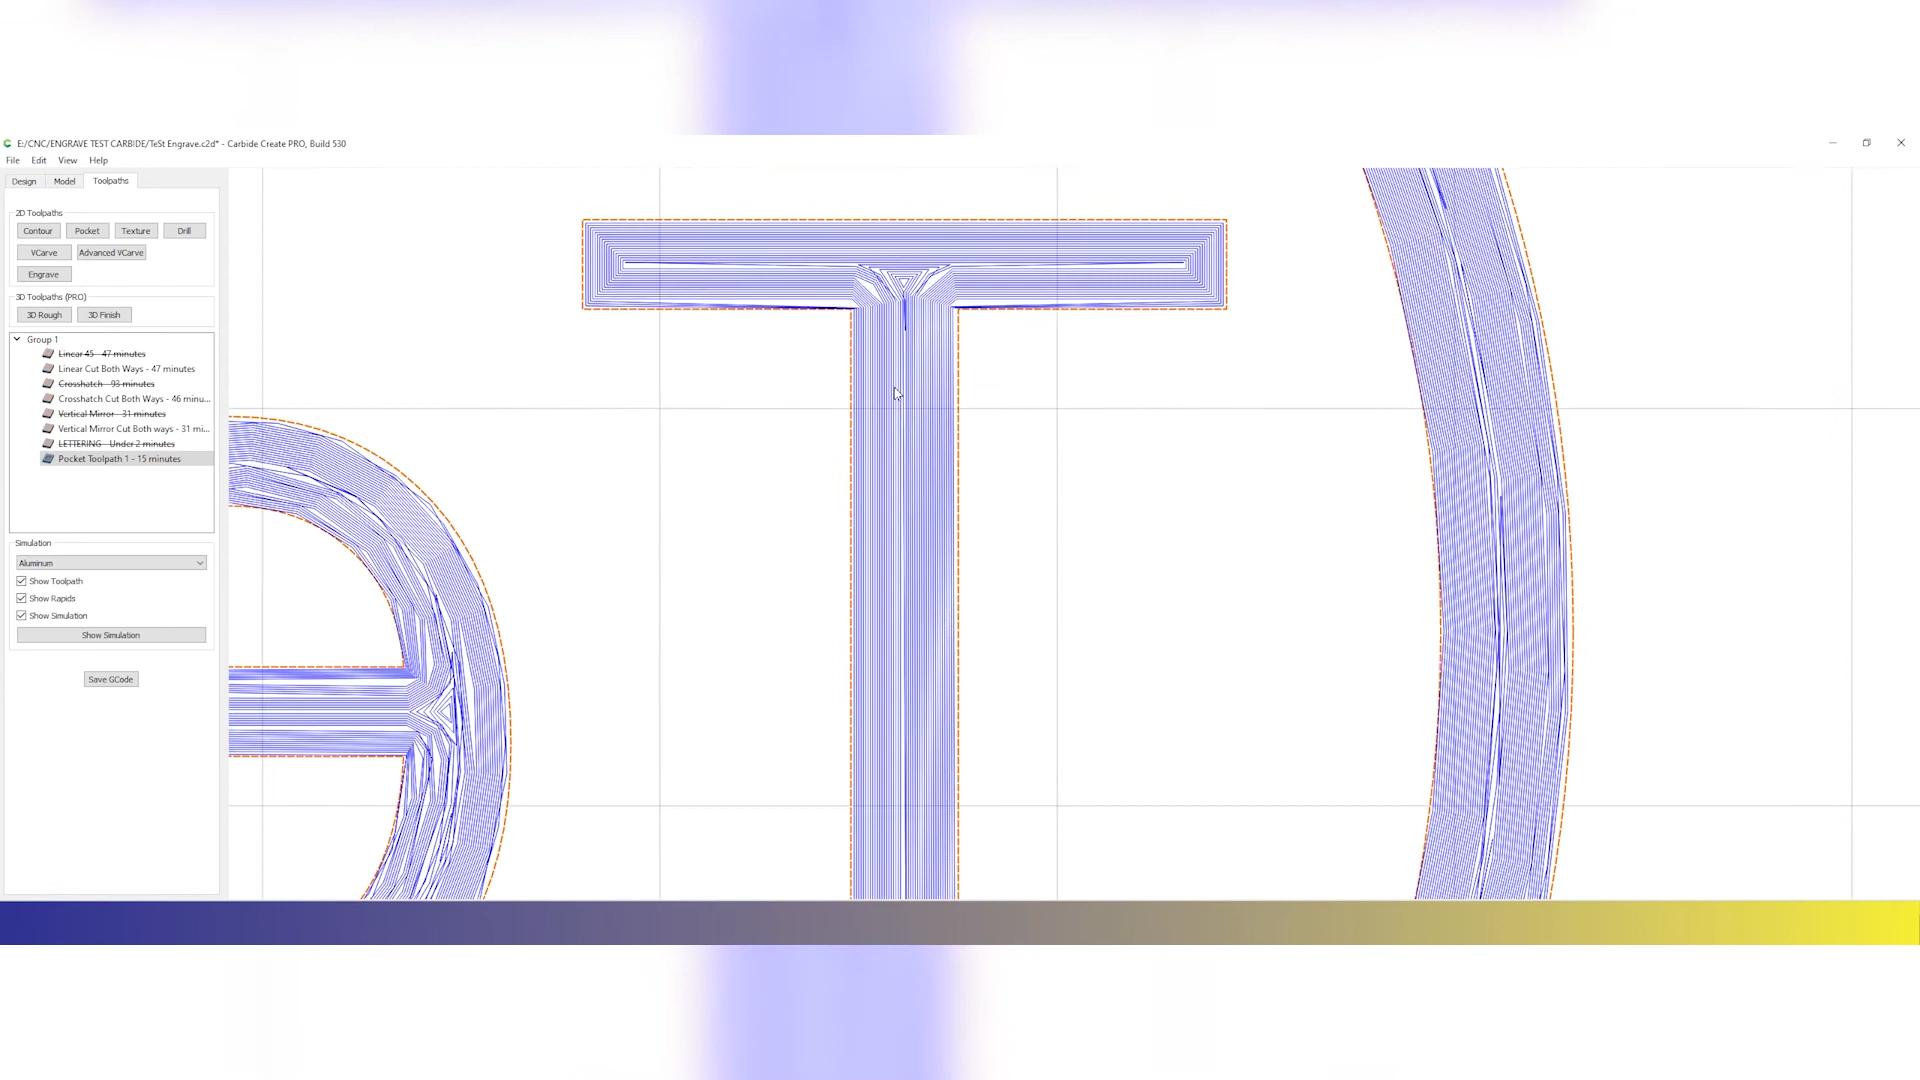 E:/CNC/ENGRAVE TEST CARBIDE/TeSt Engrave.c2d* - Carbide Create PRO, Build 530
File Edit View Help
Design Model Toolpaths
2D Toolpaths
Contour Pocket Texture Drill
VCarve Advanced VCarve
Engrave
3D Toolpaths (PRO)
3D Rough 3D Finish
Group 1
Linear 45 - 47 minutes
Linear Cut Both Ways - 47 minutes
Crosshatch - 93 minutes
Crosshatch Cut Both Ways - 46 minu...
Vertical Mirror - 31 minutes
Vertical Mirror Cut Both ways - 31 mi...
LETTERING - Under 2 minutes
Pocket Toolpath 1 - 15 minutes
Simulation
Aluminum
Show Toolpath
Show Rapids
Show Simulation
Show Simulation
Save GCode